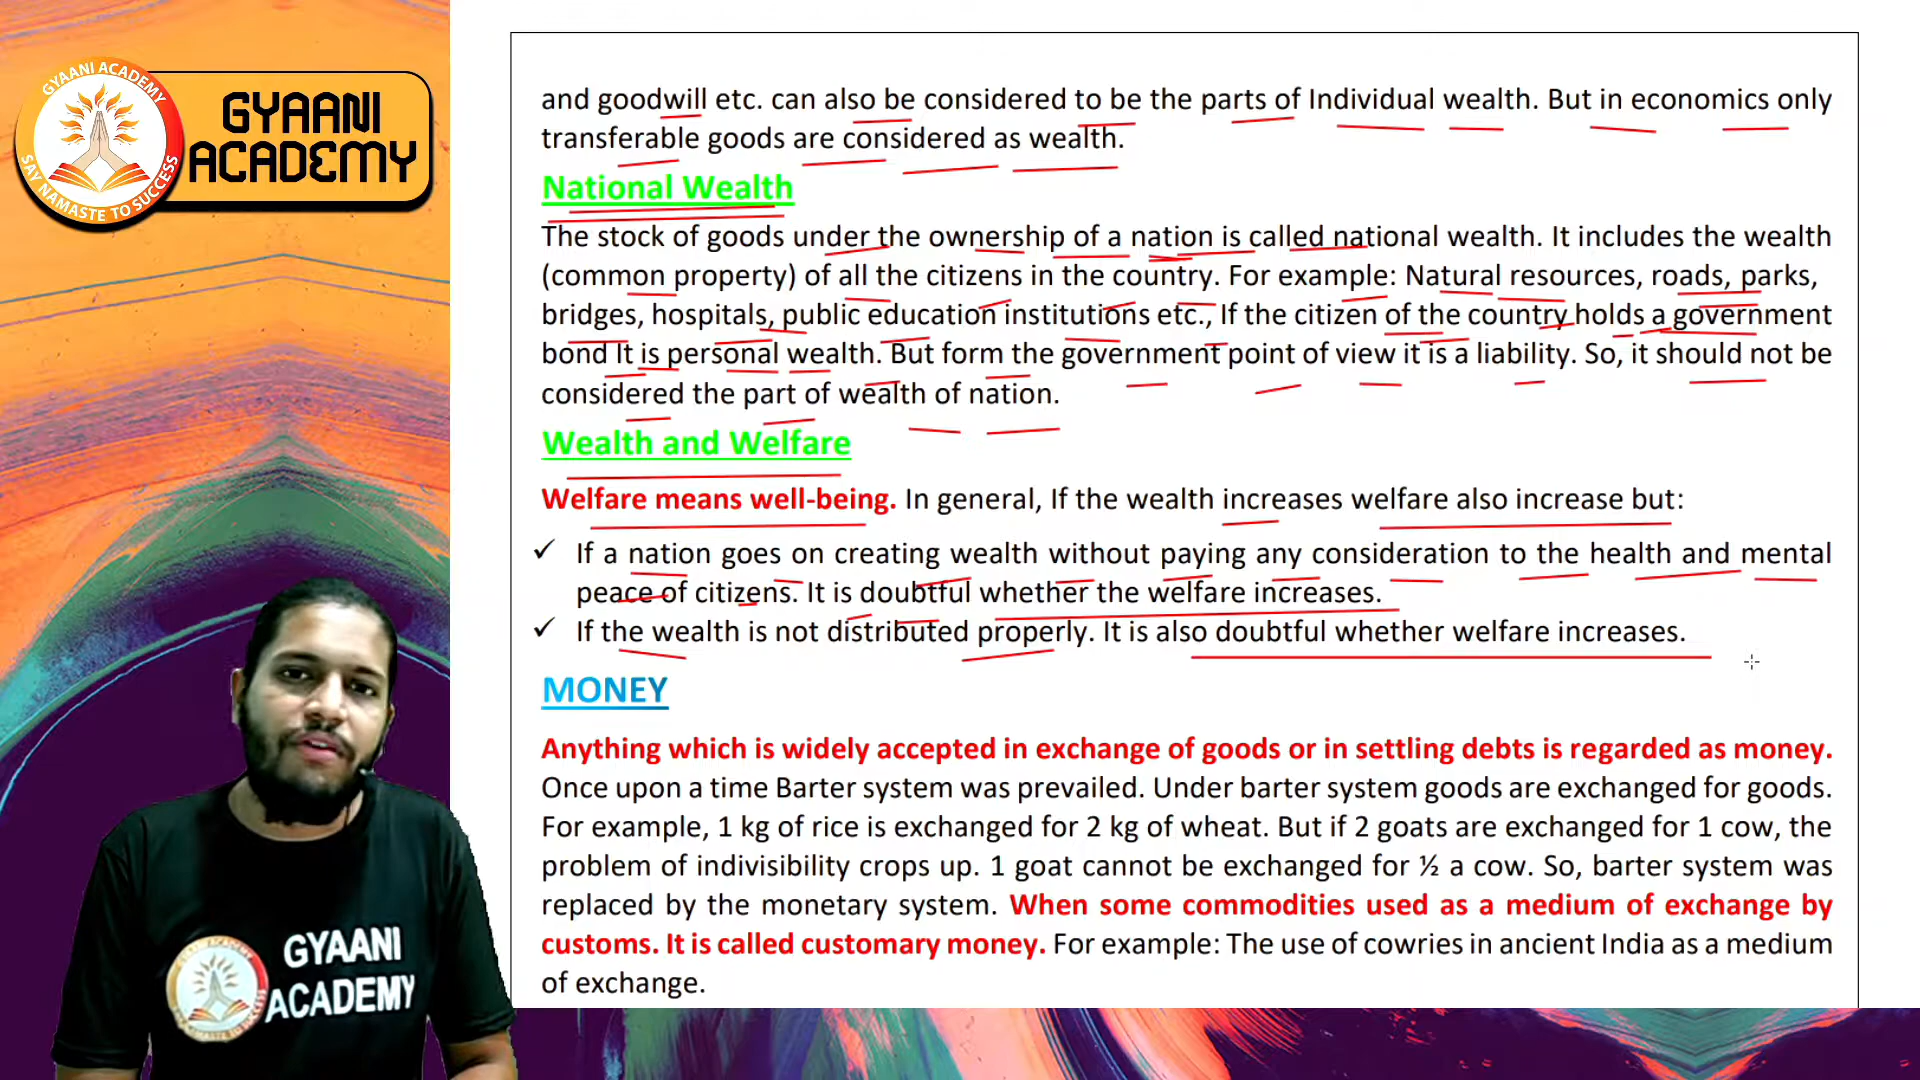 GYAANI ACADEMY
SAY NAMASTE TO SUCCESS
GYAANI
ACADEMY
and goodwill etc. can also be considered to be the parts of Individual wealth. But in economics only
transferable goods are considered as wealth.
National Wealth
The stock of goods under the ownership of a nation is called national wealth. It includes the wealth
(common property) of all the citizens in the country. For example: Natural resources, roads, parks,
bridges, hospitals, public education institutions etc., If the citizen of the country holds a government
bond It is personal wealth. But form the government point of view it is a liability. So, it should not be
considered the part of wealth of nation.
Wealth and Welfare
Welfare means well-being. In general, If the wealth increases welfare also increase but:
✓ If a nation goes on creating wealth without paying any consideration to the health and mental
peace of citizens. It is doubtful whether the welfare increases.
✓ If the wealth is not distributed properly. It is also doubtful whether welfare increases.
MONEY
Anything which is widely accepted in exchange of goods or in settling debts is regarded as money.
Once upon a time Barter system was prevailed. Under barter system goods are exchanged for goods.
For example, 1 kg of rice is exchanged for 2 kg of wheat. But if 2 goats are exchanged for 1 cow, the
problem of indivisibility crops up. 1 goat cannot be exchanged for ½ a cow. So, barter system was
replaced by the monetary system. When some commodities used as a medium of exchange by
customs. It is called customary money. For example: The use of cowries in ancient India as a medium
of exchange.
GYAANI
ACADEMY